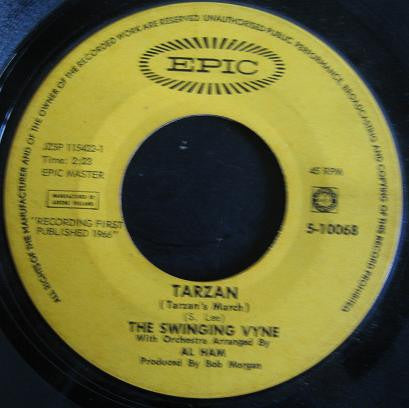 ALL RIGHTS OF THE MANUFACTURER AND OF THE OWNER OF THE RECORDED WORK ARE RESERVED UNAUTHORISED PUBLIC PERFORMANCE, BROADCASTING AND COPYING OF THIS RECORD PROHIBITED
EPIC
JZSP 115422-1
Time: 2:23
EPIC MASTER
45 RPM
"RECORDING FIRST
PUBLISHED 1966"
5-10068
TARZAN
(Tarzan's March)
(S. Lee)
THE SWINGING VYNE
With Orchestra Arranged By
AL HAM
Produced By Bob Morgan